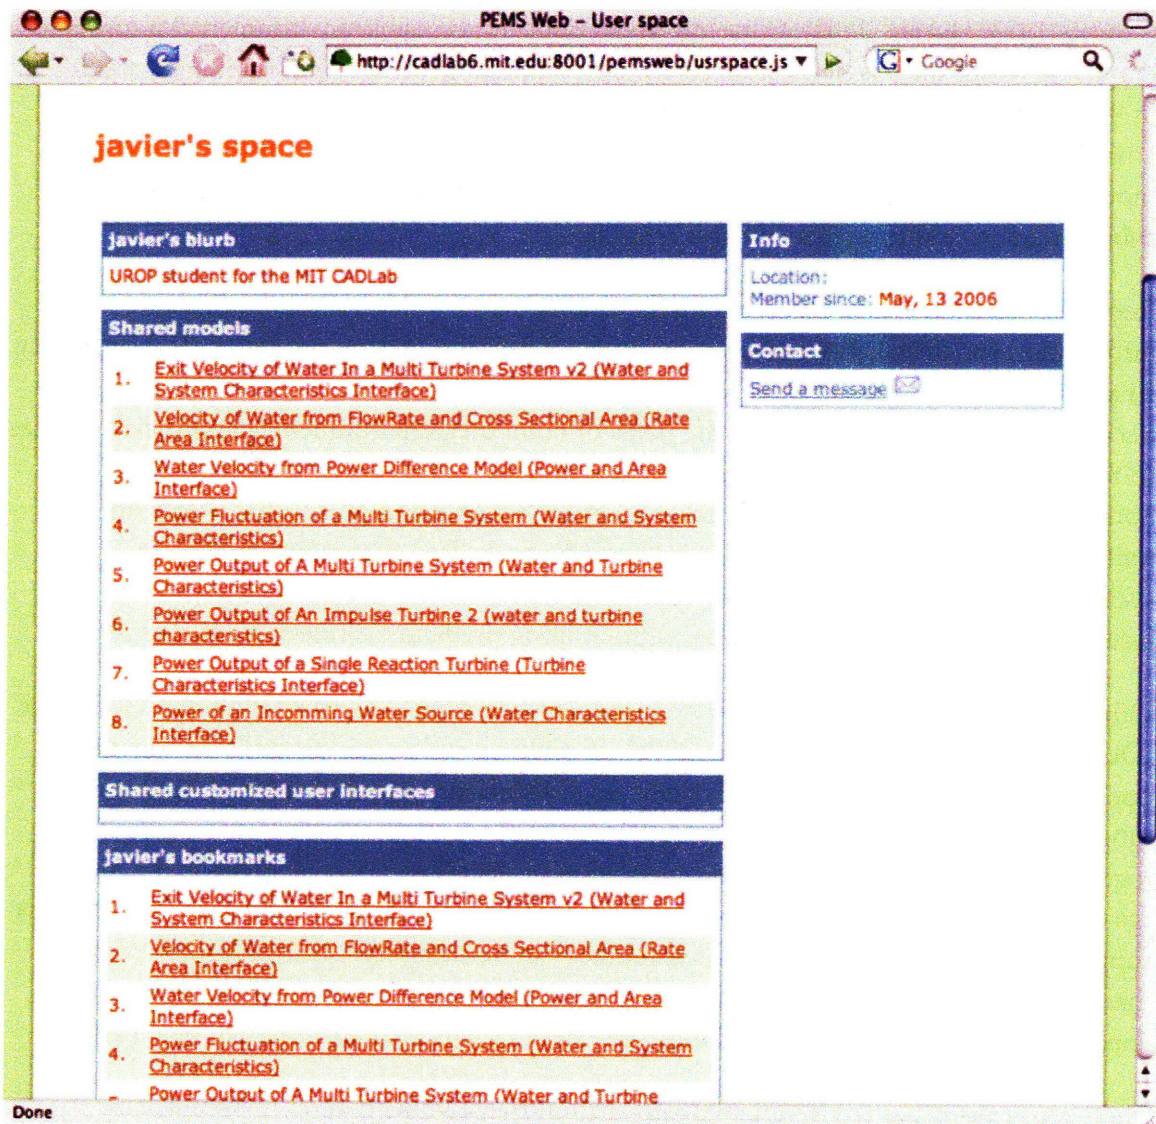 PEMS Web – User space
http://cadlab6.mit.edu:8001/pemsweb/usrspace.js
G Google
javier's space
javier's blurb
UROP student for the MIT CADLab
Info
Location:
Member since: May, 13 2006
Contact
Send a message
Shared models
1. Exit Velocity of Water In a Multi Turbine System v2 (Water and
System Characteristics Interface)
2. Velocity of Water from FlowRate and Cross Sectional Area (Rate
Area Interface)
3. Water Velocity from Power Difference Model (Power and Area
Interface)
4. Power Fluctuation of a Multi Turbine System (Water and System
Characteristics)
5. Power Output of A Multi Turbine System (Water and Turbine
Characteristics)
6. Power Output of An Impulse Turbine 2 (water and turbine
characteristics)
7. Power Output of a Single Reaction Turbine (Turbine
Characteristics Interface)
8. Power of an Incomming Water Source (Water Characteristics
Interface)
Shared customized user interfaces
javier's bookmarks
1. Exit Velocity of Water In a Multi Turbine System v2 (Water and
System Characteristics Interface)
2. Velocity of Water from FlowRate and Cross Sectional Area (Rate
Area Interface)
3. Water Velocity from Power Difference Model (Power and Area
Interface)
4. Power Fluctuation of a Multi Turbine System (Water and System
Characteristics)
Power Output of A Multi Turbine System (Water and Turbine
Done